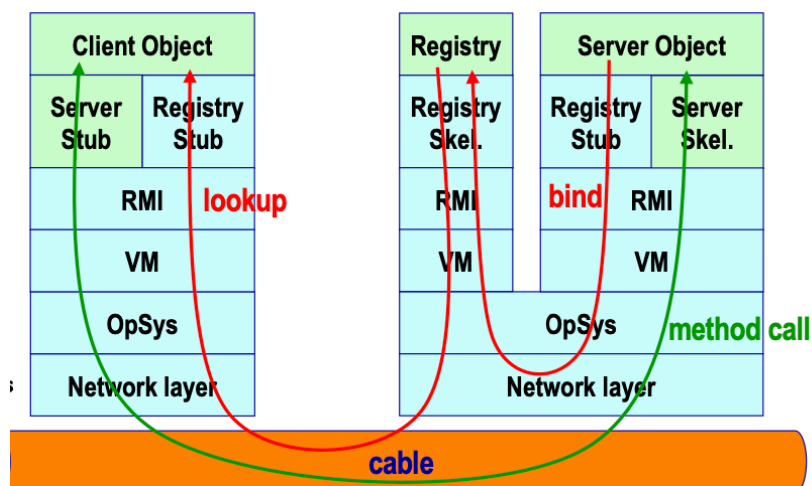 Client Object
Registry
Server Object
Server
Stub
Registry
Stub
Registry
Skel.
Registry
Stub
Server
Skel.
RMI
lookup
RMI
bind
RMI
VM
VM
VM
OpSys
OpSys
method call
s
Network layer
Network layer
cable